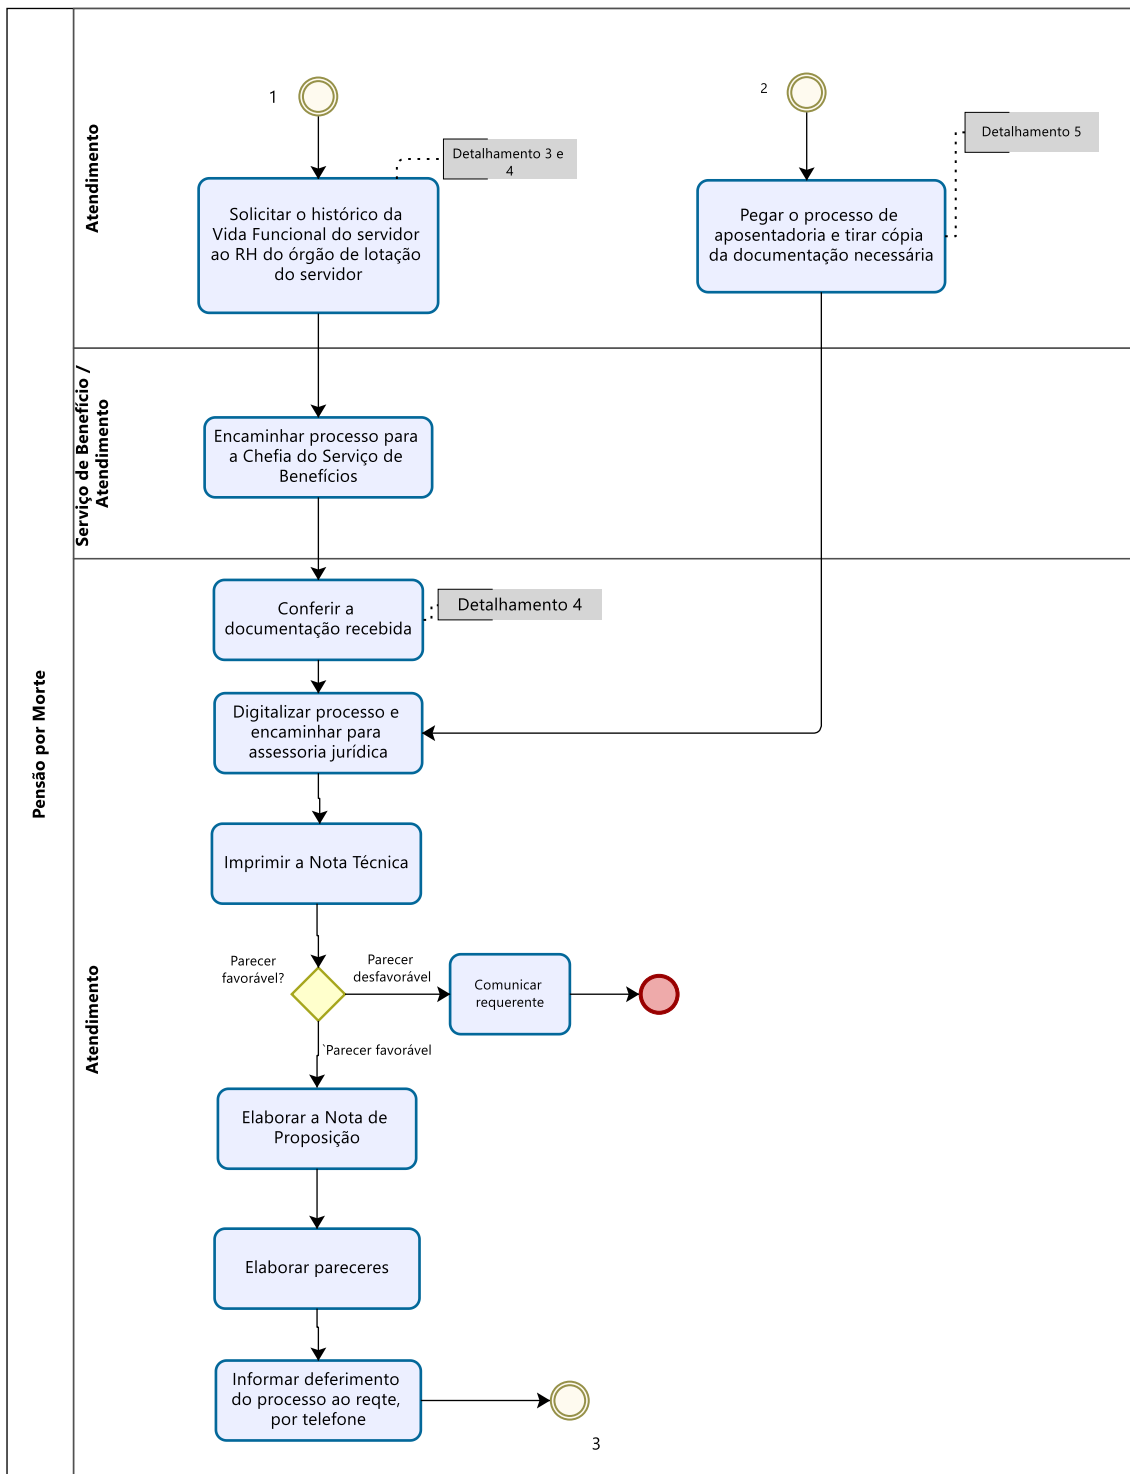 Pensão por Morte
Atendimento
1
2
Detalhamento 3 e
4
Detalhamento 5
Solicitar o histórico da
Vida Funcional do servidor
ao RH do órgão de lotação
do servidor
Pegar o processo de
aposentadoria e tirar cópia
da documentação necessária
Serviço de Benefício /
Atendimento
Encaminhar processo para
a Chefia do Serviço de
Benefícios
Atendimento
Conferir a
documentação recebida
Detalhamento 4
Digitalizar processo e
encaminhar para
assessoria jurídica
Imprimir a Nota Técnica
Parecer
favorável?
Parecer
desfavorável
Comunicar
requerente
`Parecer favorável
Elaborar a Nota de
Proposição
Elaborar pareceres
Informar deferimento
do processo ao reqte,
por telefone
3